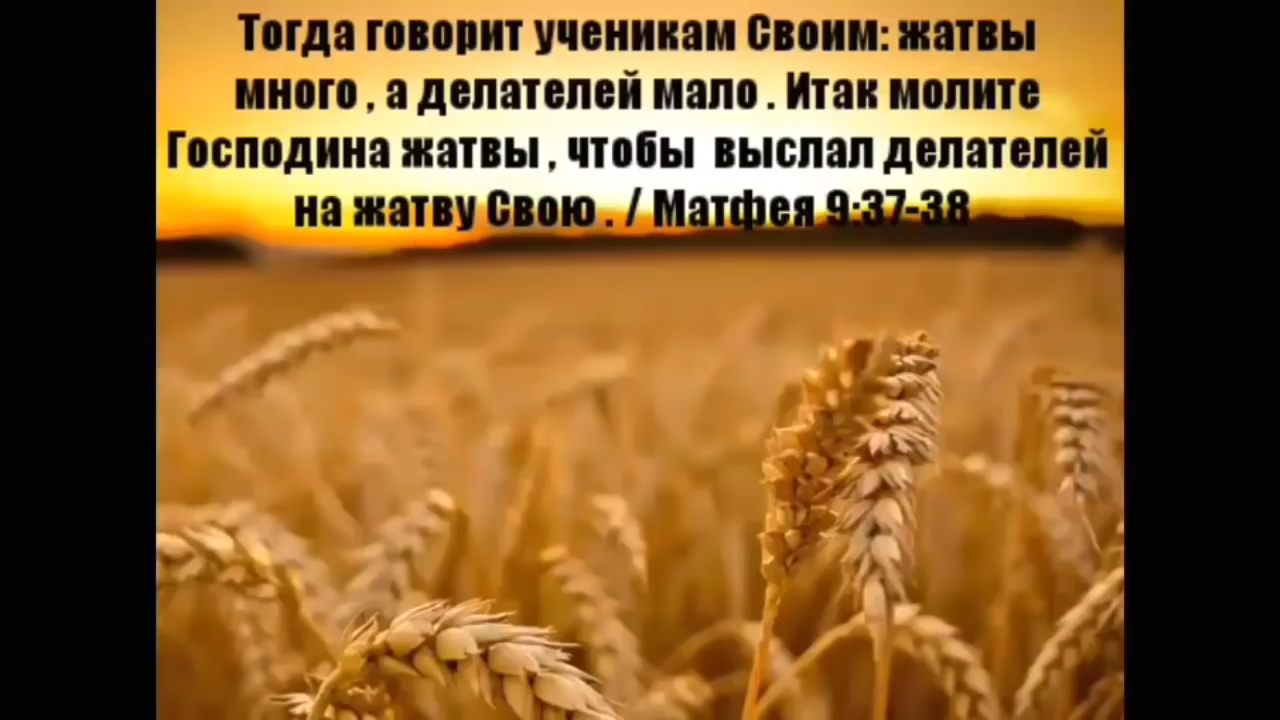 Тогда говорит ученикам Своим: жатвы
много , а делателей мало . Итак молите
Господина жатвы , чтобы выслал делателей
на жатву Свою . / Матфея 9:37-38